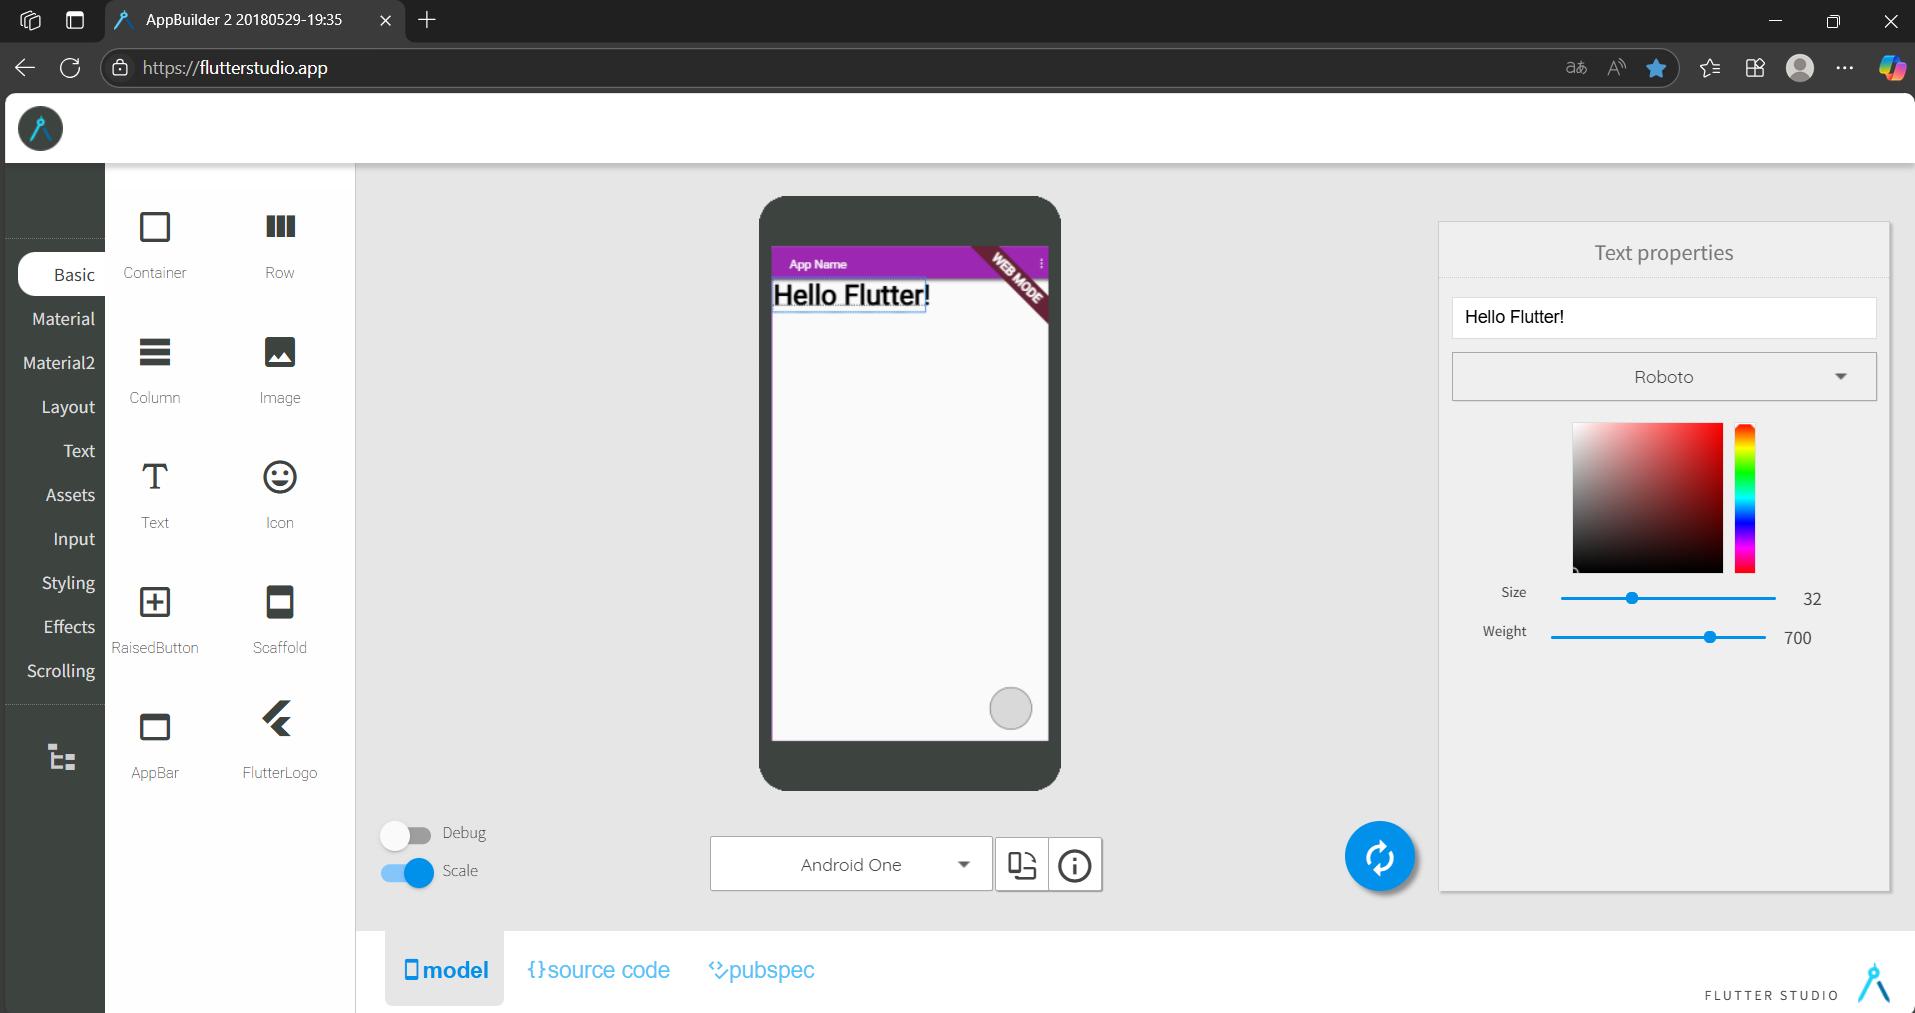 AppBuilder 2 20180529-19:35
https://flutterstudio.app
Container
Row
Basic
Material
Material2
Layout
Text
Assets
Input
Styling
Effects
Scrolling
Column
Image
Text
Icon
RaisedButton
Scaffold
AppBar
FlutterLogo
App Name
WEB MODE
Hello Flutter!
Text properties
Hello Flutter!
Roboto
Size
32
Weight
700
Debug
Scale
Android One
model
{}source code
pubspec
FLUTTER STUDIO